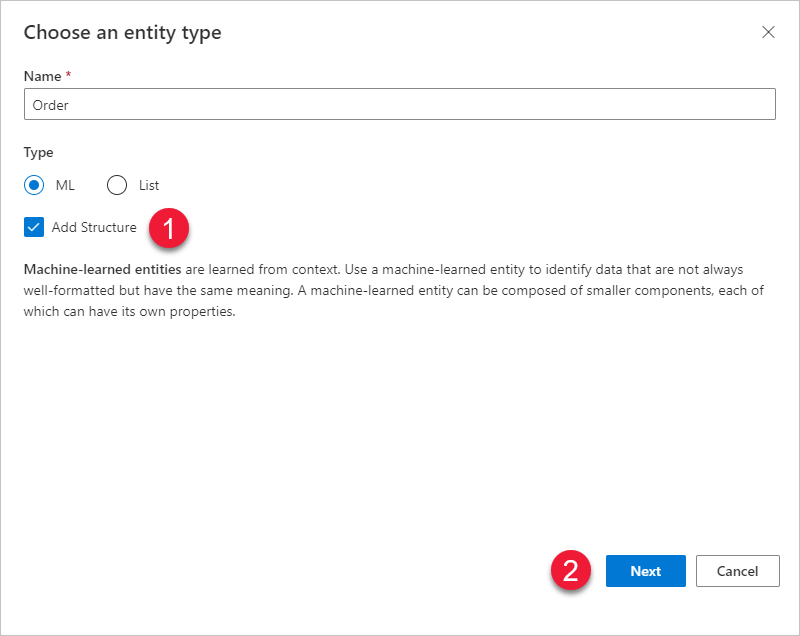 Choose an entity type
Name *
Order
Type
ML List
Add Structure 1
Machine-learned entities are learned from context. Use a machine-learned entity to identify data that are not always
well-formatted but have the same meaning. A machine-learned entity can be composed of smaller components, each of
which can have its own properties.
2 Next Cancel